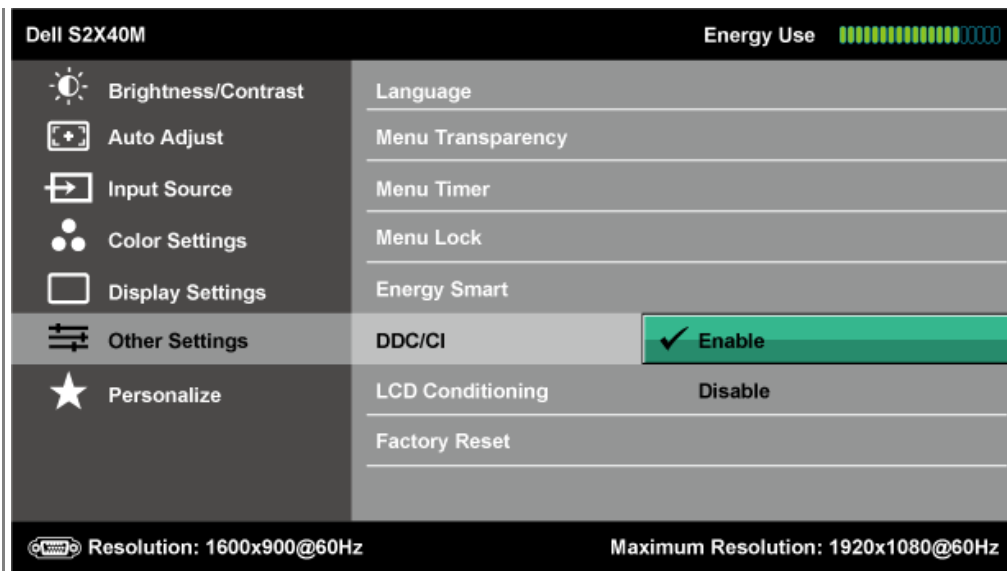 Dell S2X40M Energy Use
Brightness/Contrast Language
Auto Adjust Menu Transparency
Input Source Menu Timer
Color Settings Menu Lock
Display Settings Energy Smart
Other Settings DDC/CI Enable
Personalize LCD Conditioning Disable
Factory Reset
Resolution: 1600x900@60Hz Maximum Resolution: 1920x1080@60Hz